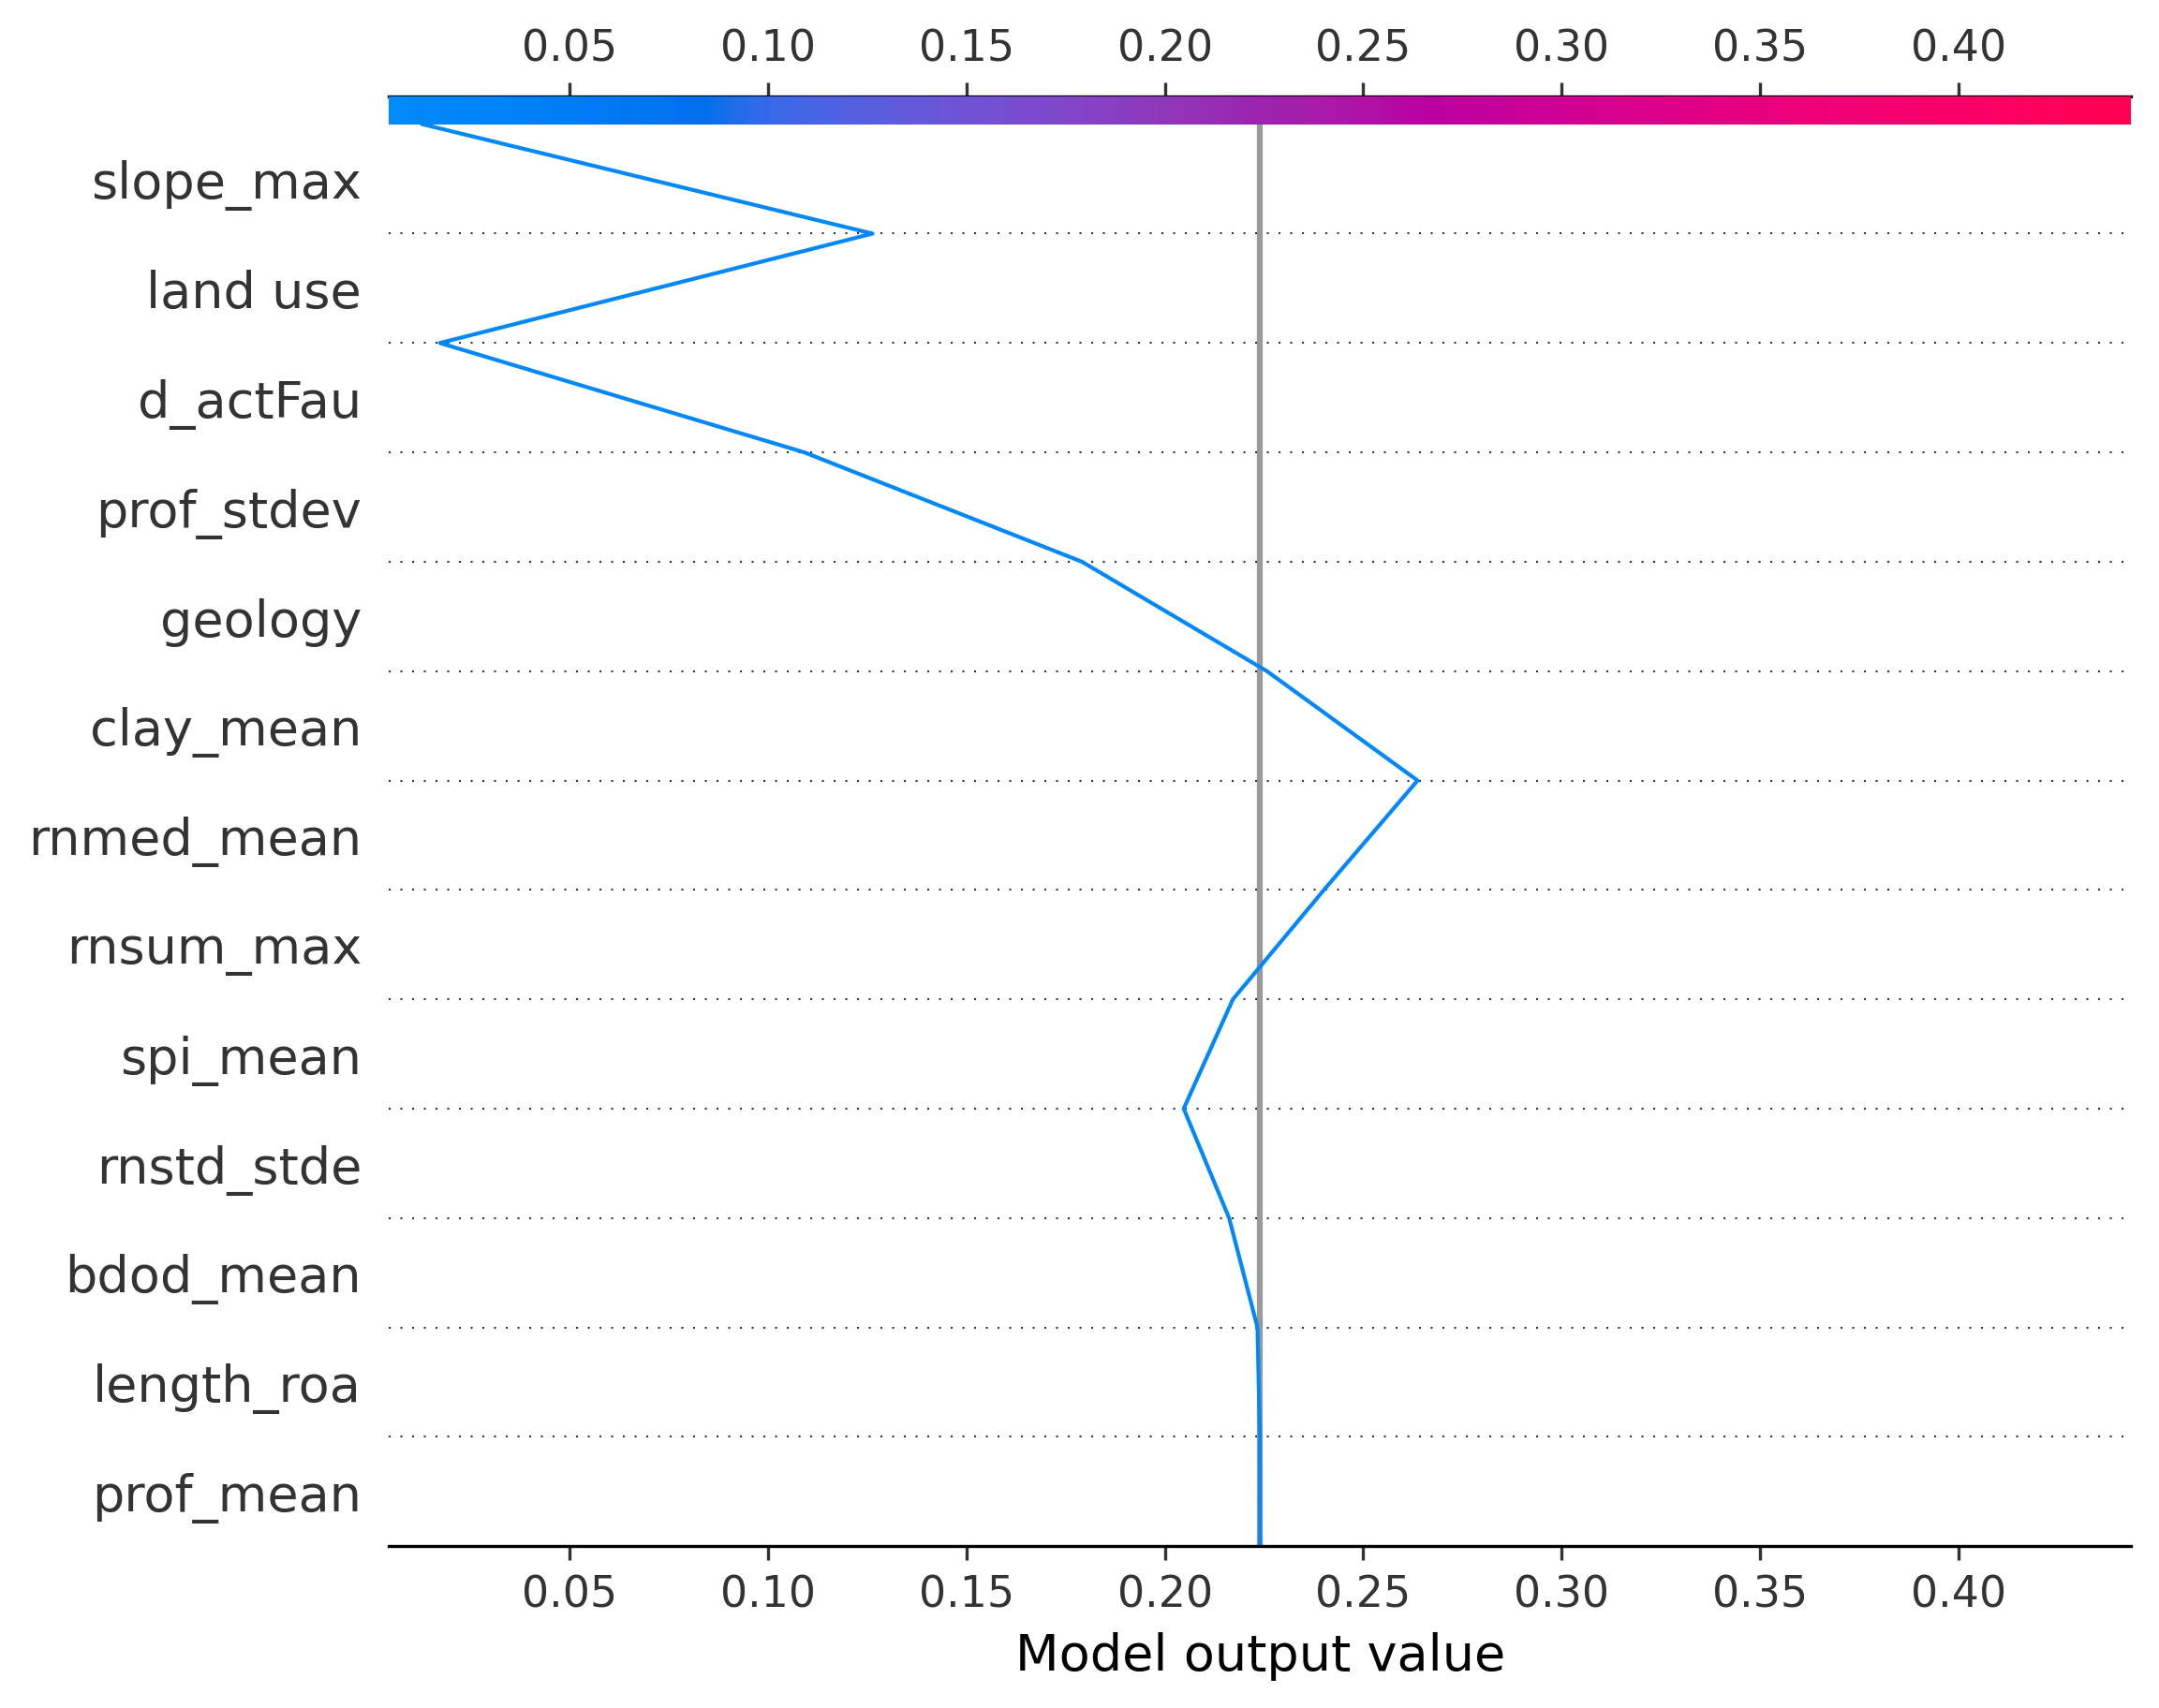 0.05 0.10 0.15 0.20 0.25 0.30 0.35 0.40
slope_max
land use
d_actFau
prof_stdev
geology
clay_mean
rnmed_mean
rnsum_max
spi_mean
rnstd_stde
bdod_mean
length_roa
prof_mean
0.05 0.10 0.15 0.20 0.25 0.30 0.35 0.40
Model output value